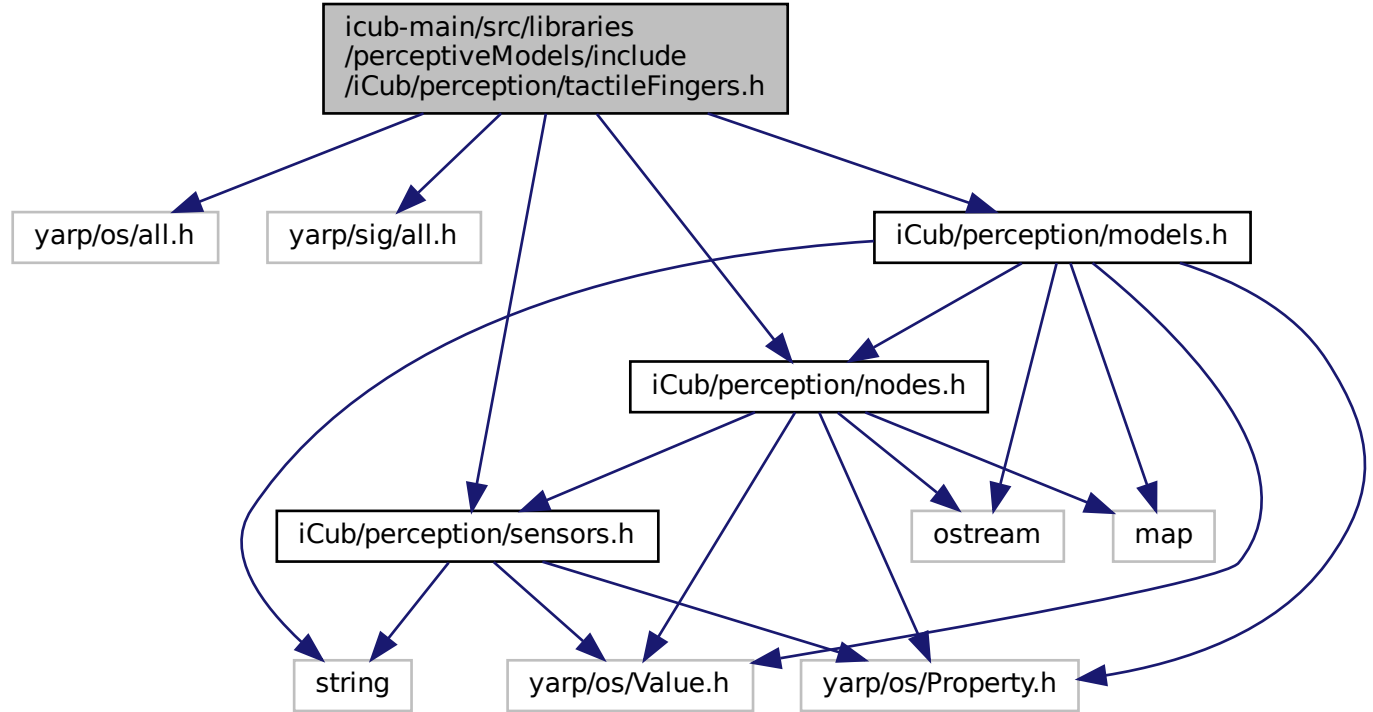 icub-main/src/libraries
/perceptiveModels/include
/iCub/perception/tactileFingers.h
yarp/os/all.h
yarp/sig/all.h
iCub/perception/models.h
iCub/perception/nodes.h
iCub/perception/sensors.h
ostream
map
string
yarp/os/Value.h
yarp/os/Property.h